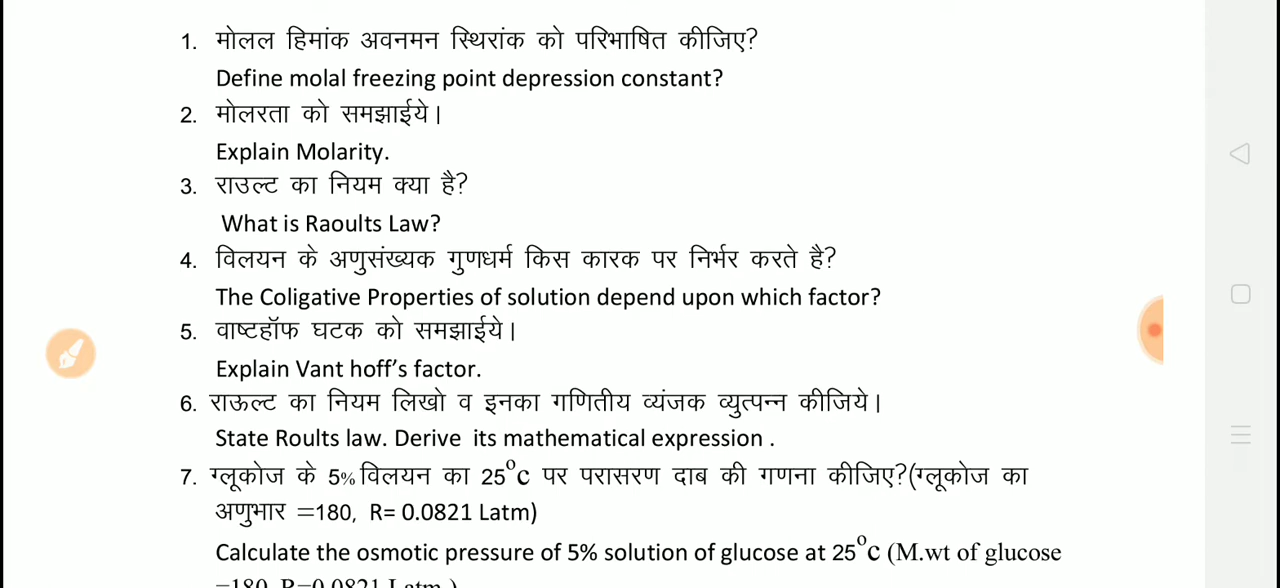 1. मोलल हिमांक अवनमन स्थिरांक को परिभाषित कीजिए?
Define molal freezing point depression constant?
2. मोलरता को समझाईये।
Explain Molarity.
3. राउल्ट का नियम क्या है?
What is Raoults Law?
4. विलयन के अणुसंख्यक गुणधर्म किस कारक पर निर्भर करते है?
The Coligative Properties of solution depend upon which factor?
5. वाष्टहॉफ घटक को समझाईये।
Explain Vant hoff's factor.
6. राऊल्ट का नियम लिखो व इनका गणितीय व्यंजक व्युत्पन्न कीजिये।
State Roults law. Derive its mathematical expression .
7. ग्लूकोज के 5% विलयन का 25°c पर परासरण दाब की गणना कीजिए?(ग्लूकोज का
अणुभार =180, R= 0.0821 Latm)
Calculate the osmotic pressure of 5% solution of glucose at 25°c (M.wt of glucose
=180, R=0.0821 Latm )